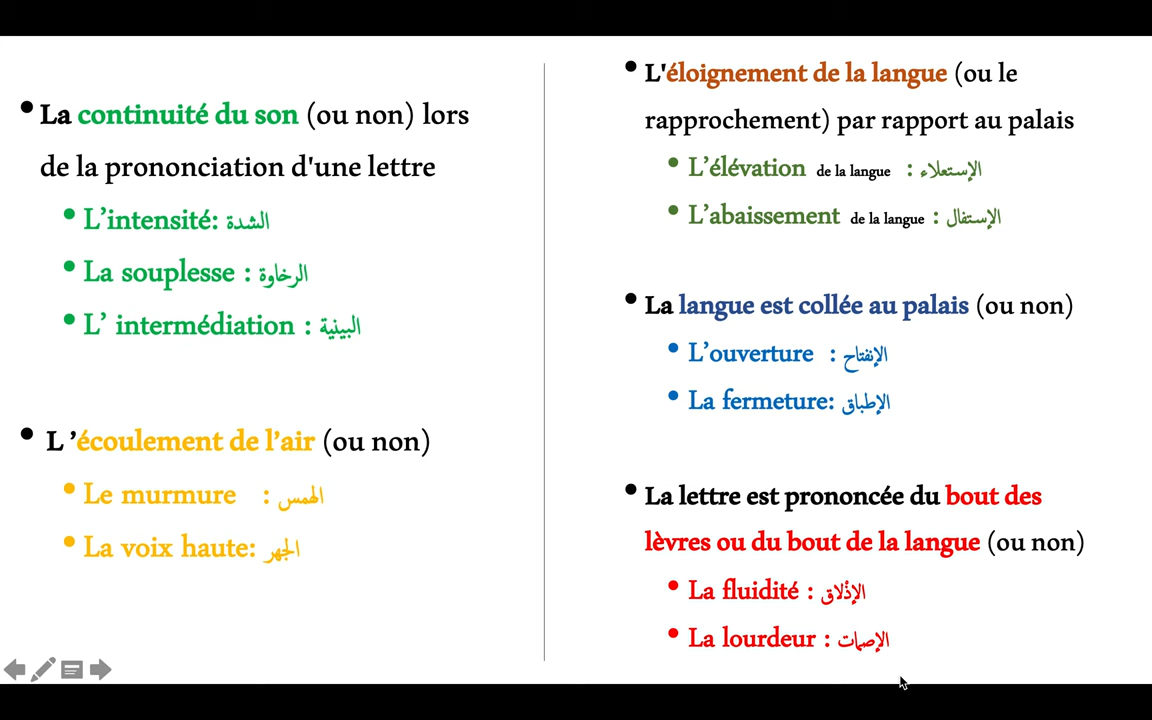 • La continuité du son (ou non) lors
de la prononciation d'une lettre
• L’intensité: الشدة
• La souplesse : الرخاوة
• L’ intermédiation : البينية
• L ’écoulement de l’air (ou non)
• Le murmure : الهمس
• La voix haute: الجهر
• L'éloignement de la langue (ou le
rapprochement) par rapport au palais
• L’élévation de la langue : الإستعلاء
• L’abaissement de la langue : الإستفال
• La langue est collée au palais (ou non)
• L’ouverture : الإنفتاح
• La fermeture: الإطباق
• La lettre est prononcée du bout des
lèvres ou du bout de la langue (ou non)
• La fluidité : الإذْلاق
• La lourdeur : الإصمات